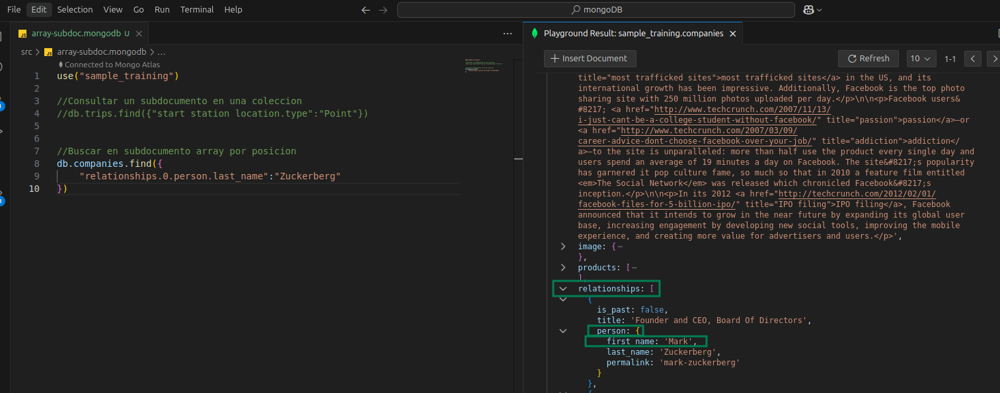 File Edit Selection View Go Run Terminal Help
mongoDB
array-subdoc.mongodb U
src > array-subdoc.mongodb > ...
Connected to Mongo Atlas
1 use("sample_training")
2
3 //Consultar un subdocumento en una coleccion
4 //db.trips.find({"start station location.type":"Point"})
5
6
7 //Buscar en subdocumento array por posicion
8 db.companies.find({
9 "relationships.0.person.last_name":"Zuckerberg"
10 })
Playground Result: sample_training.companies
+ Insert Document
Refresh
10
1-1
title="most trafficked sites">most trafficked sites</a> in the US, and its
international growth has been impressive. Additionally, Facebook is the top photo
sharing site with 250 million photos uploaded per day.</p>\n\n<p>Facebook users&
#8217; <a href="http://www.techcrunch.com/2007/11/13/
i-just-cant-be-a-college-student-without-facebook/" title="passion">passion</a>—or
<a href="http://www.techcrunch.com/2007/03/09/
career-advice-dont-choose-facebook-over-your-job/" title="addiction">addiction</
a>—to the site is unparalleled: more than half use the product every single day and
users spend an average of 19 minutes a day on Facebook. The site&#8217;s popularity
has garnered it pop culture fame, so much so that in 2010 a feature film entitled
<em>The Social Network</em> was released which chronicled Facebook&#8217;s
inception.</p>\n\n<p>In its 2012 <a href="http://techcrunch.com/2012/02/01/
facebook-files-for-5-billion-ipo/" title="IPO filing">IPO filing</a>, Facebook
announced that it intends to grow in the near future by expanding its global user
base, increasing engagement by developing new social tools, improving the mobile
experience, and creating more value for advertisers and users.</p>',
image: {⋯
},
products: [⋯
],
relationships: [
{
is_past: false,
title: 'Founder and CEO, Board Of Directors',
person: {
first_name: 'Mark',
last_name: 'Zuckerberg',
permalink: 'mark-zuckerberg'
}
},
{